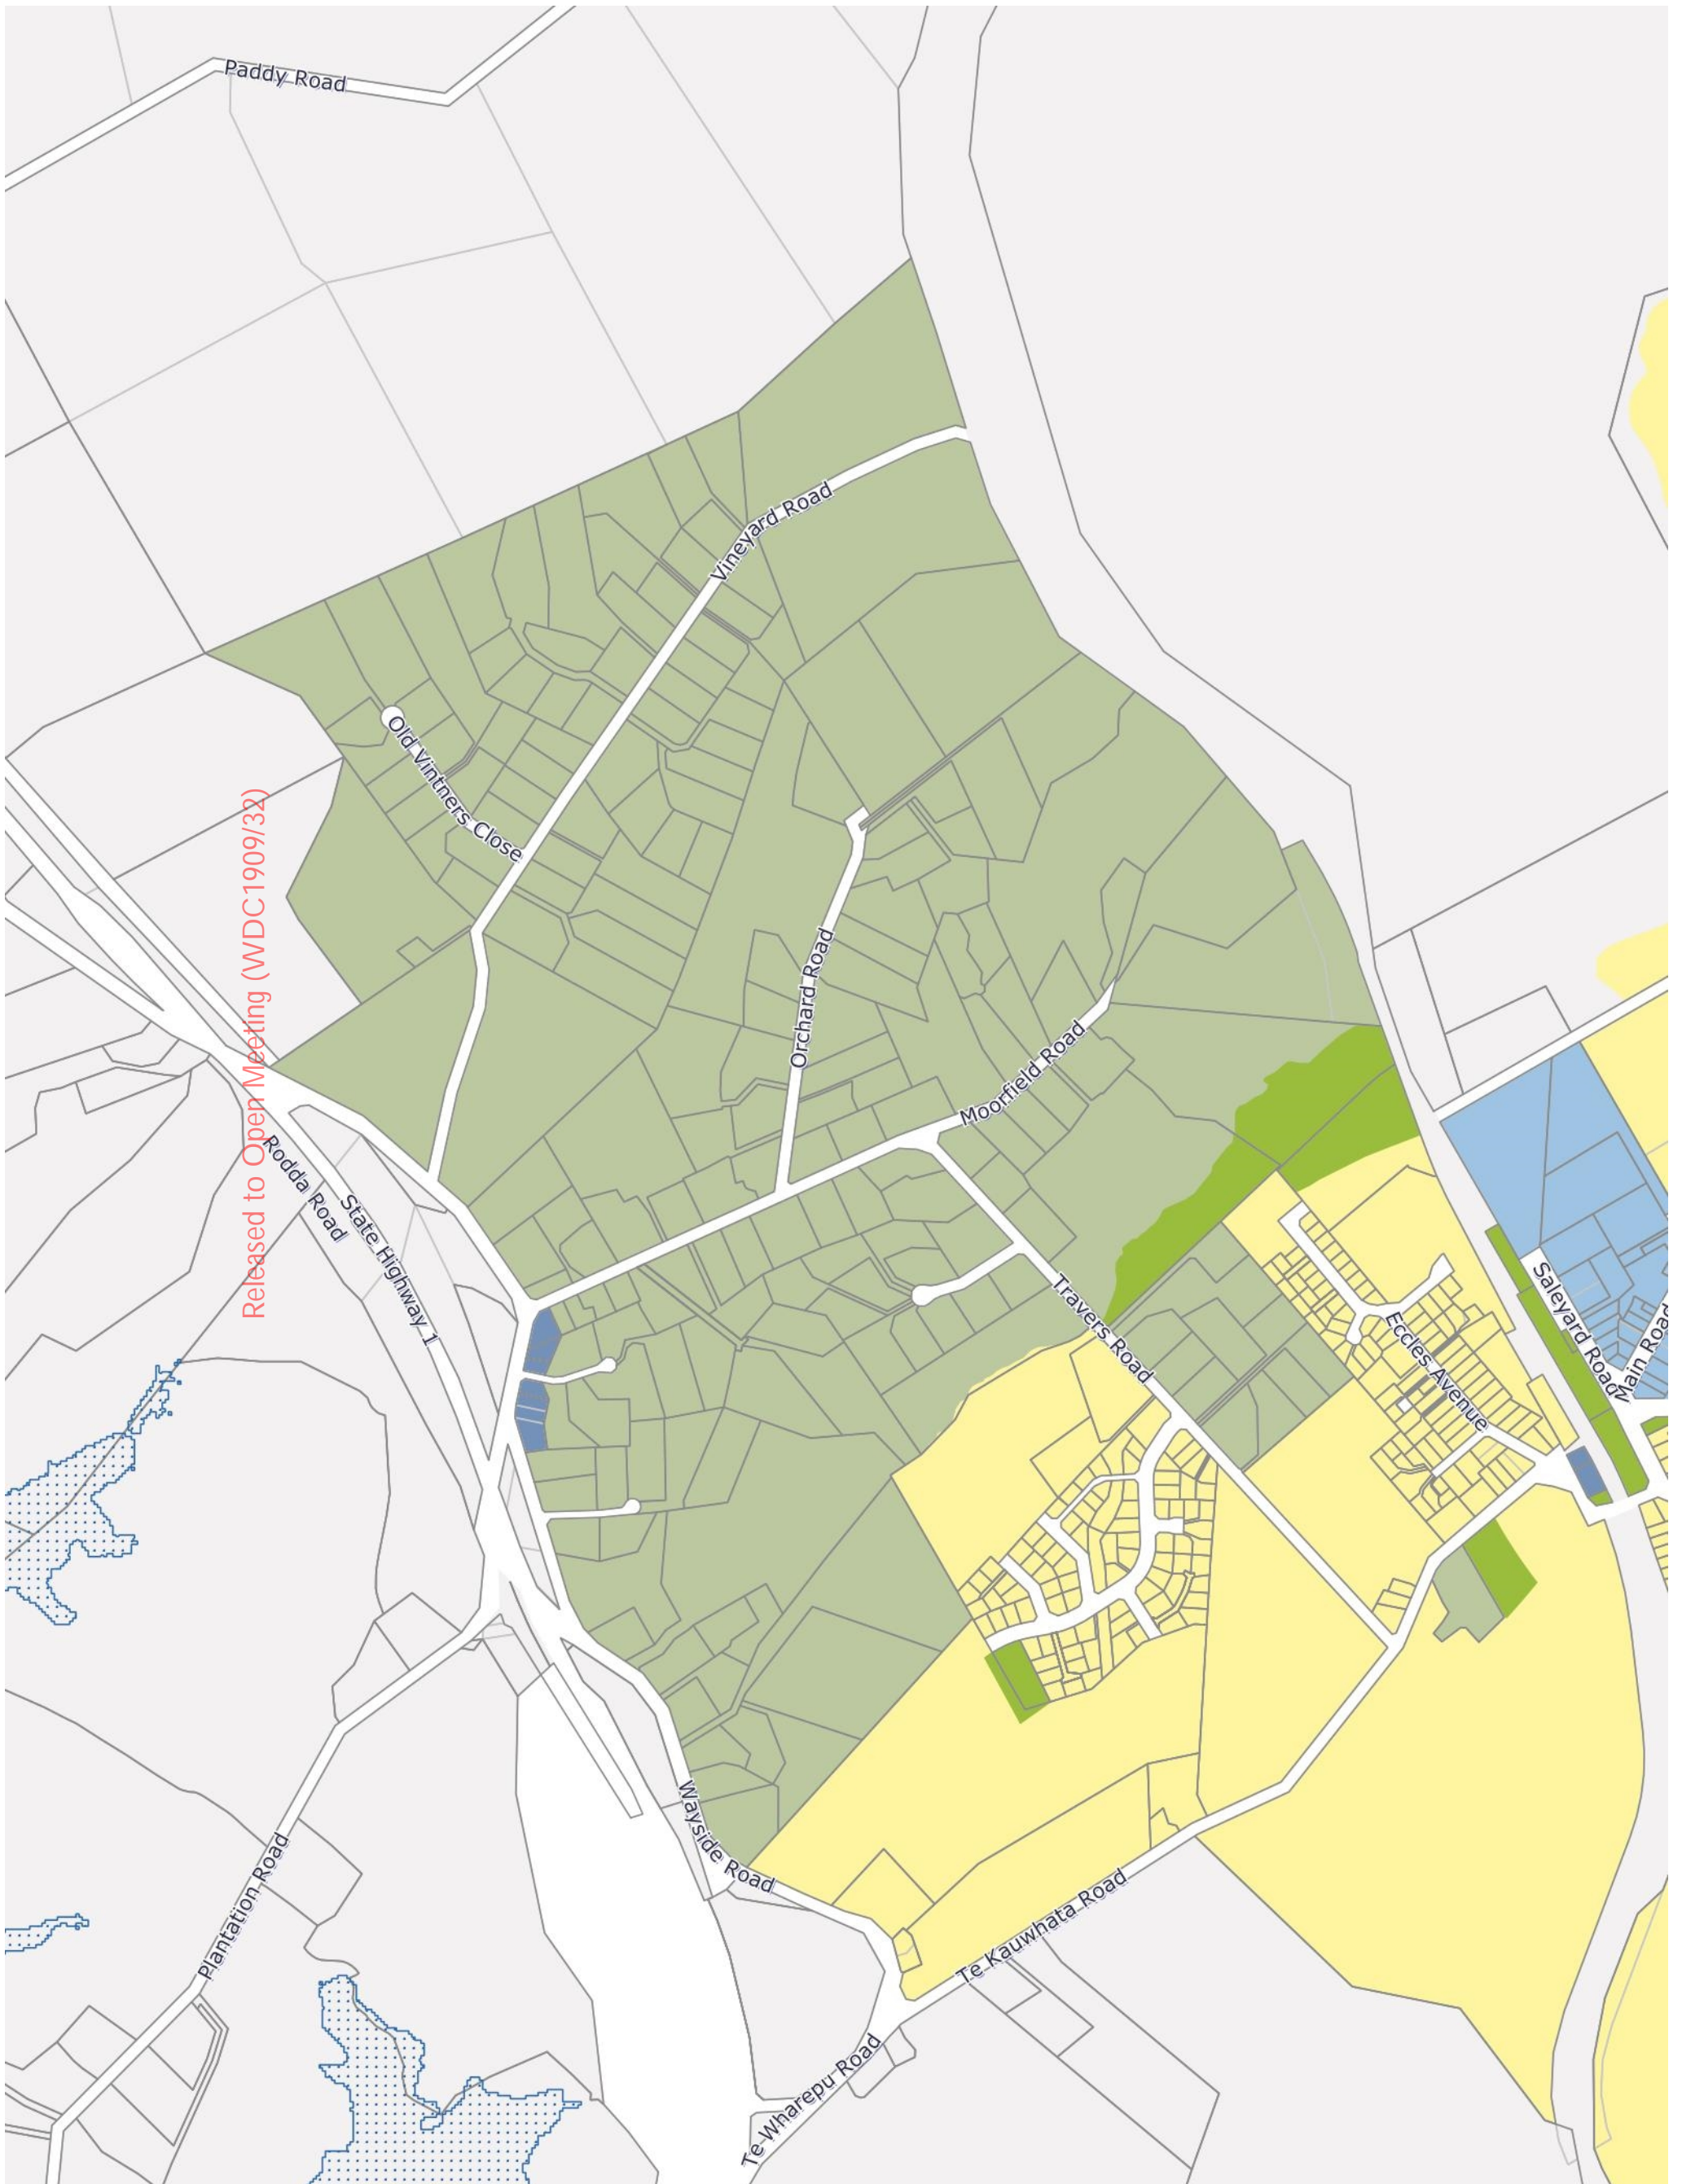 Paddy Road
Vineyard Road
Old Vintners Close
Released to Open Meeting (WDC1909/32)
Orchard Road
Moorfield Road
Rodda Road
State Highway 1
Travers Road
Eccles Avenue
Saleyard Road
Main Road
Wayside Road
Plantation Road
Te Kauwhata Road
Te Wharepu Road